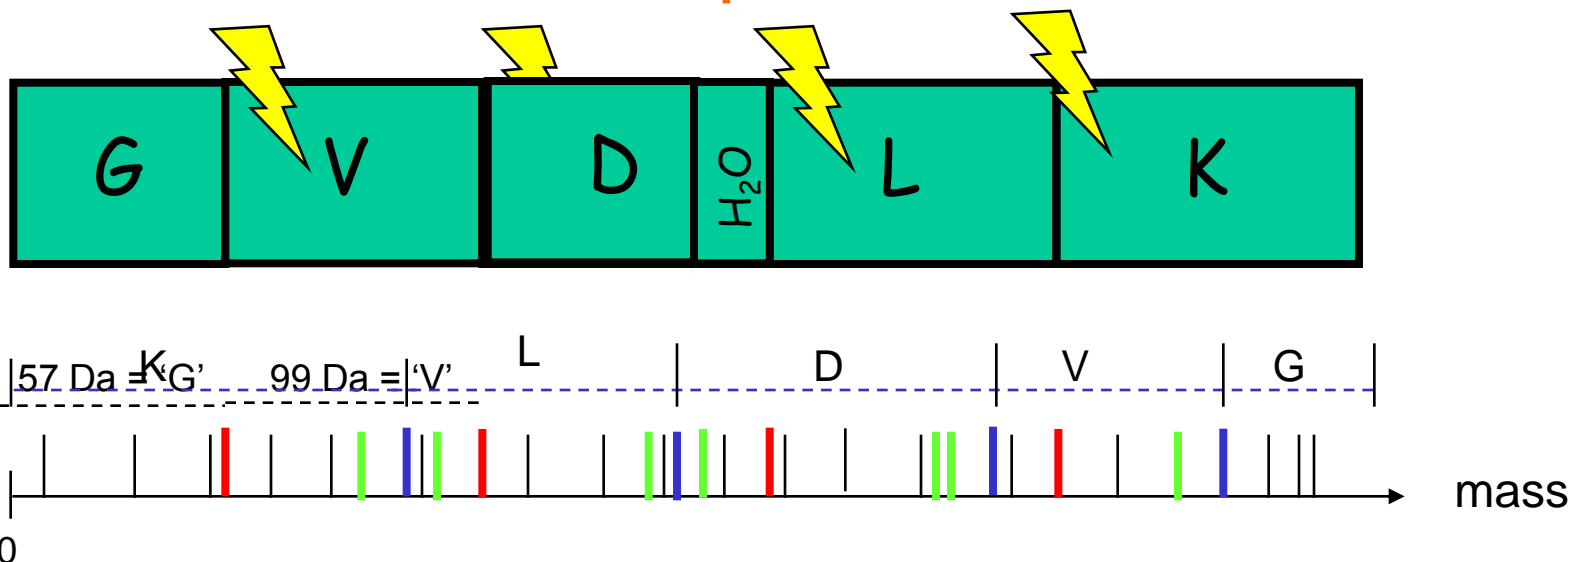 G V D H₂O L K
K L D V G
57 Da = ‘G’ 99 Da = ‘V’
mass
0